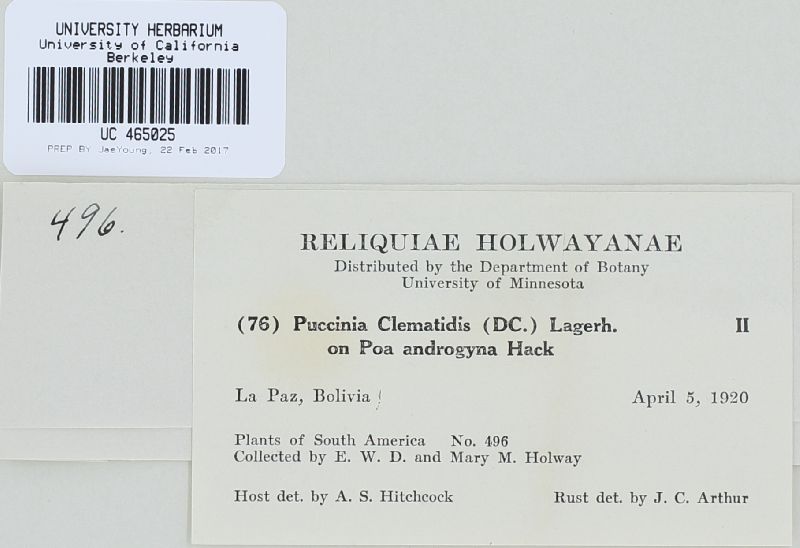 UNIVERSITY HERBARIUM
University of California
Berkeley
UC 465025
PREP BY JaeYoung, 22 Feb 2017
496.
RELIQUIAE HOLWAYANAE
Distributed by the Department of Botany
University of Minnesota
(76) Puccinia Clematidis (DC.) Lagerh. II
on Poa androgyna Hack
La Paz, Bolivia April 5, 1920
Plants of South America No. 496
Collected by E. W. D. and Mary M. Holway
Host det. by A. S. Hitchcock Rust det. by J. C. Arthur